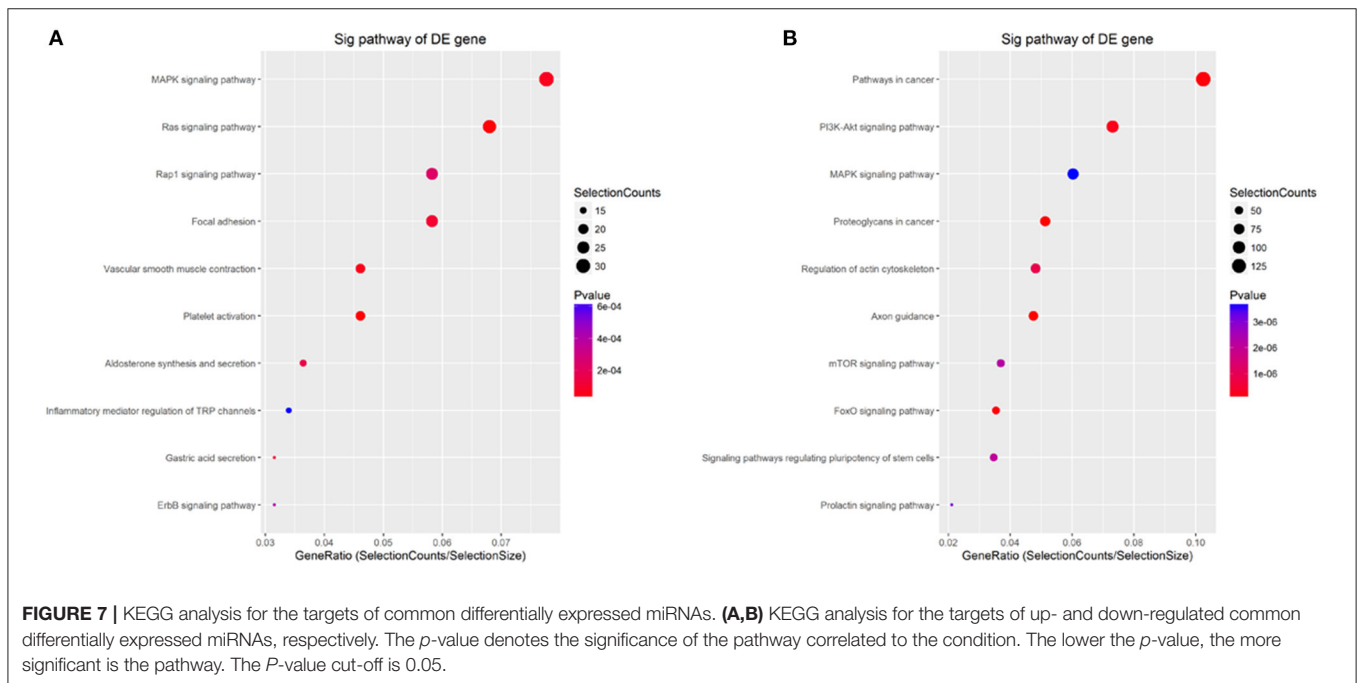 A
Sig pathway of DE gene
MAPK signaling pathway
Ras signaling pathway
Rap1 signaling pathway
Focal adhesion
Vascular smooth muscle contraction
Platelet activation
Aldosterone synthesis and secretion
Inflammatory mediator regulation of TRP channels
Gastric acid secretion
ErbB signaling pathway
0.03 0.04 0.05 0.06 0.07
GeneRatio (SelectionCounts/SelectionSize)
SelectionCounts
15
20
25
30
Pvalue
6e-04
4e-04
2e-04
B
Sig pathway of DE gene
Pathways in cancer
PI3K-Akt signaling pathway
MAPK signaling pathway
Proteoglycans in cancer
Regulation of actin cytoskeleton
Axon guidance
mTOR signaling pathway
FoxO signaling pathway
Signaling pathways regulating pluripotency of stem cells
Prolactin signaling pathway
0.02 0.04 0.06 0.08 0.10
GeneRatio (SelectionCounts/SelectionSize)
SelectionCounts
50
75
100
125
Pvalue
3e-06
2e-06
1e-06
FIGURE 7 | KEGG analysis for the targets of common differentially expressed miRNAs. (A,B) KEGG analysis for the targets of up- and down-regulated common
differentially expressed miRNAs, respectively. The p-value denotes the significance of the pathway correlated to the condition. The lower the p-value, the more
significant is the pathway. The P-value cut-off is 0.05.